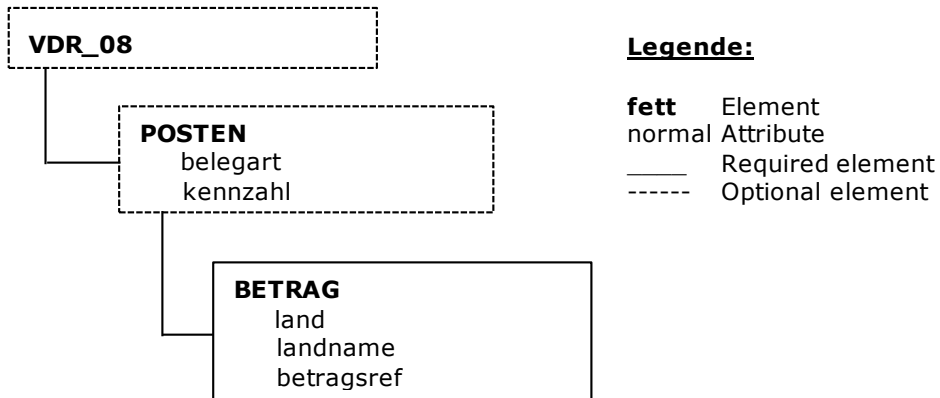 VDR_08
POSTEN
belegart
kennzahl
BETRAG
land
landname
betragsref
Legende:
fett Element
normal Attribute
____ Required element
------ Optional element